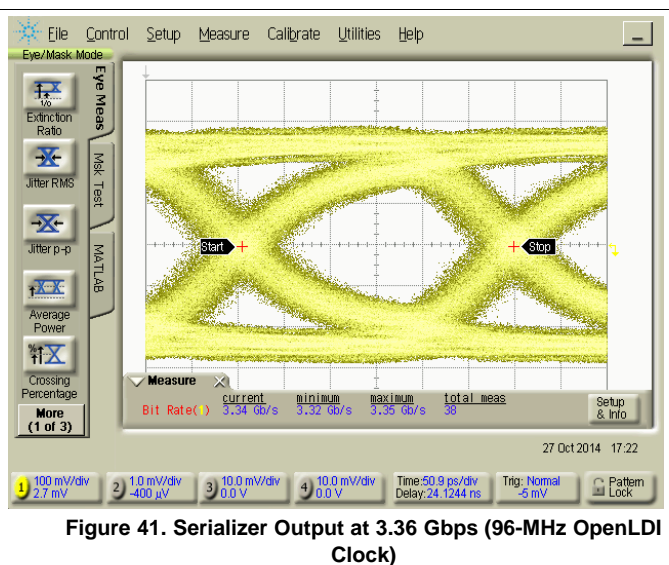 File Control Setup Measure Calibrate Utilities Help
Eye/Mask Mode
Eye Meas
Msk Test
MATLAB
1/0
Extinction
Ratio
Jitter RMS
Jitter p-p
Average
Power
%
Crossing
Percentage
More
(1 of 3)
Start
Stop
Measure
current minimum maximum total meas
Bit Rate(1) 3.34 Gb/s 3.32 Gb/s 3.35 Gb/s 38
Setup
& Info
27 Oct 2014 17:22
1 100 mV/div
2.7 mV
2 1.0 mV/div
-400 µV
3 10.0 mV/div
0.0 V
4 10.0 mV/div
0.0 V
Time:50.9 ps/div
Delay:24.1244 ns
Trig: Normal
-5 mV
Pattern
Lock
Figure 41. Serializer Output at 3.36 Gbps (96-MHz OpenLDI
Clock)